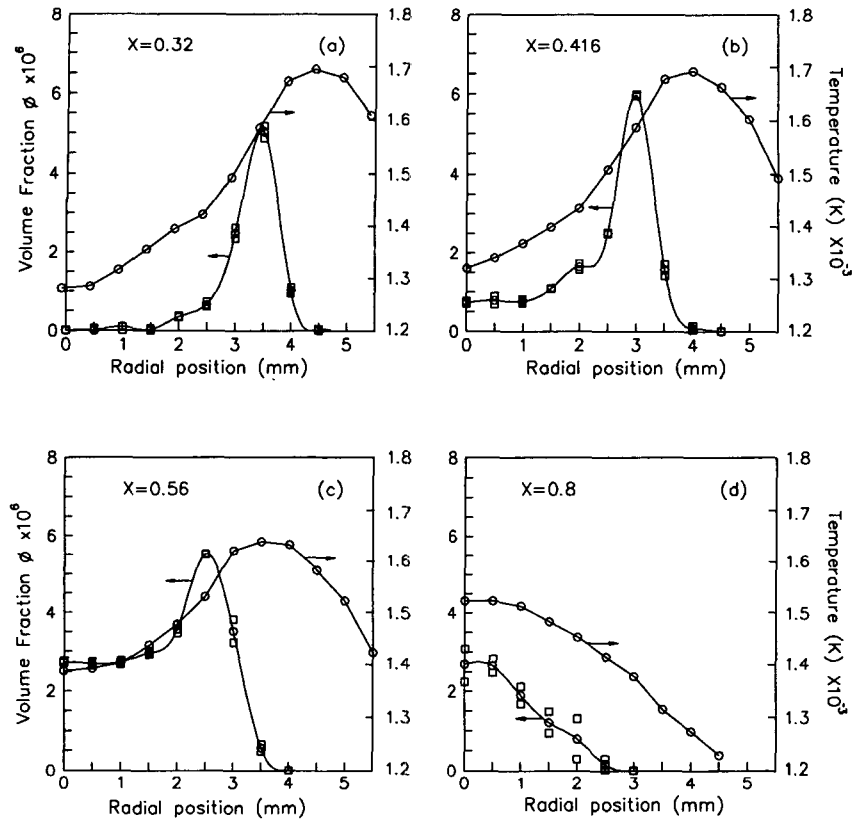 X=0.32
(a)
Volume Fraction ø x10⁶
8
6
4
2
0
1.8
1.7
1.6
1.5
1.4
1.3
1.2
0 1 2 3 4 5
Radial position (mm)
X=0.416
(b)
8
6
4
2
0
1.8
1.7
1.6
1.5
1.4
1.3
1.2
Temperature (K) X10⁻³
0 1 2 3 4 5
Radial position (mm)
X=0.56
(c)
Volume Fraction ø x10⁶
8
6
4
2
0
1.8
1.7
1.6
1.5
1.4
1.3
1.2
0 1 2 3 4 5
Radial position (mm)
X=0.8
(d)
8
6
4
2
0
1.8
1.7
1.6
1.5
1.4
1.3
1.2
Temperature (K) X10⁻³
0 1 2 3 4 5
Radial position (mm)